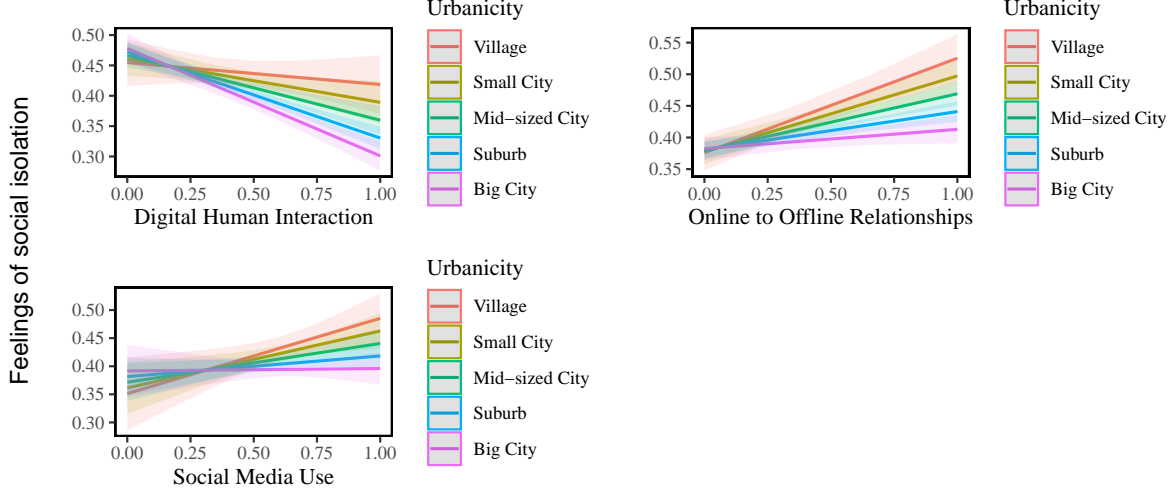 Feelings of social isolation
0.50
0.45
0.40
0.35
0.30
0.00 0.25 0.50 0.75 1.00
Digital Human Interaction
Urbanicity
Village
Small City
Mid−sized City
Suburb
Big City
0.55
0.50
0.45
0.40
0.35
0.00 0.25 0.50 0.75 1.00
Online to Offline Relationships
Urbanicity
Village
Small City
Mid−sized City
Suburb
Big City
0.50
0.45
0.40
0.35
0.30
0.00 0.25 0.50 0.75 1.00
Social Media Use
Urbanicity
Village
Small City
Mid−sized City
Suburb
Big City